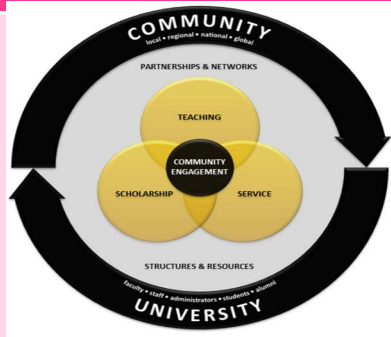 COMMUNITY
local • regional • national • global
PARTNERSHIPS & NETWORKS
TEACHING
COMMUNITY
ENGAGEMENT
SCHOLARSHIP
SERVICE
STRUCTURES & RESOURCES
faculty • staff • administrators • students • alumni
UNIVERSITY